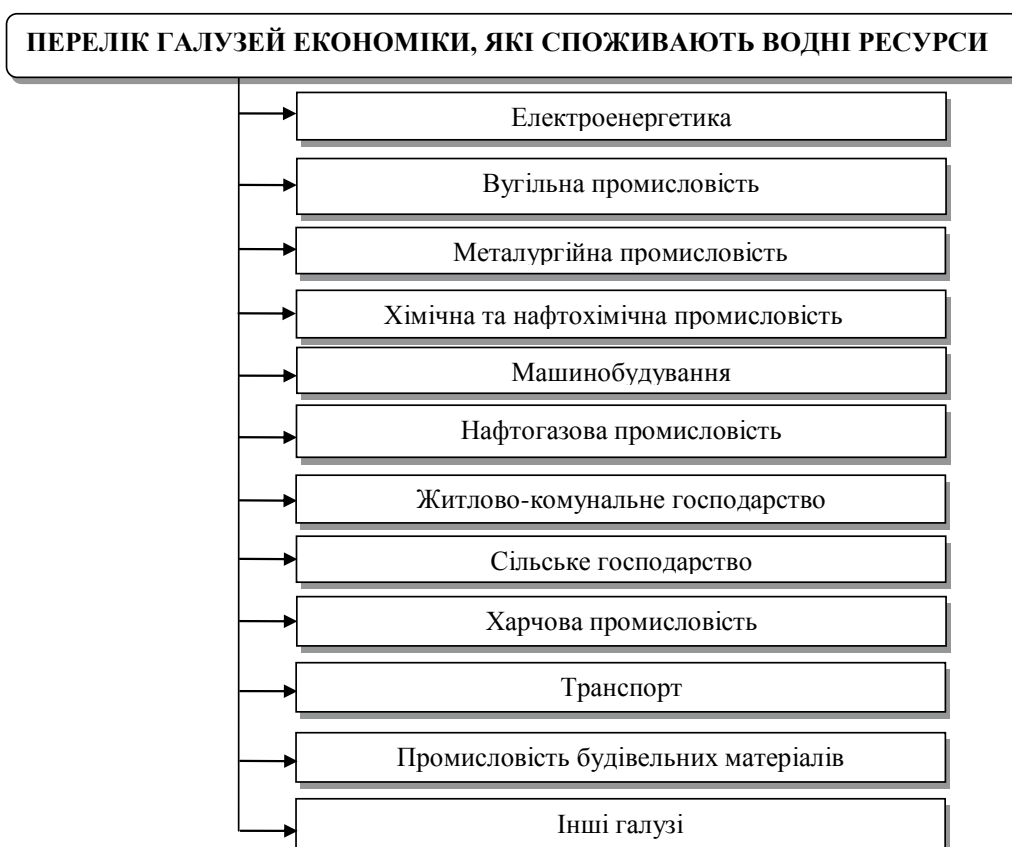 ПЕРЕЛІК ГАЛУЗЕЙ ЕКОНОМІКИ, ЯКІ СПОЖИВАЮТЬ ВОДНІ РЕСУРСИ
Електроенергетика
Вугільна промисловість
Металургійна промисловість
Хімічна та нафтохімічна промисловість
Машинобудування
Нафтогазова промисловість
Житлово-комунальне господарство
Сільське господарство
Харчова промисловість
Транспорт
Промисловість будівельних матеріалів
Інші галузі